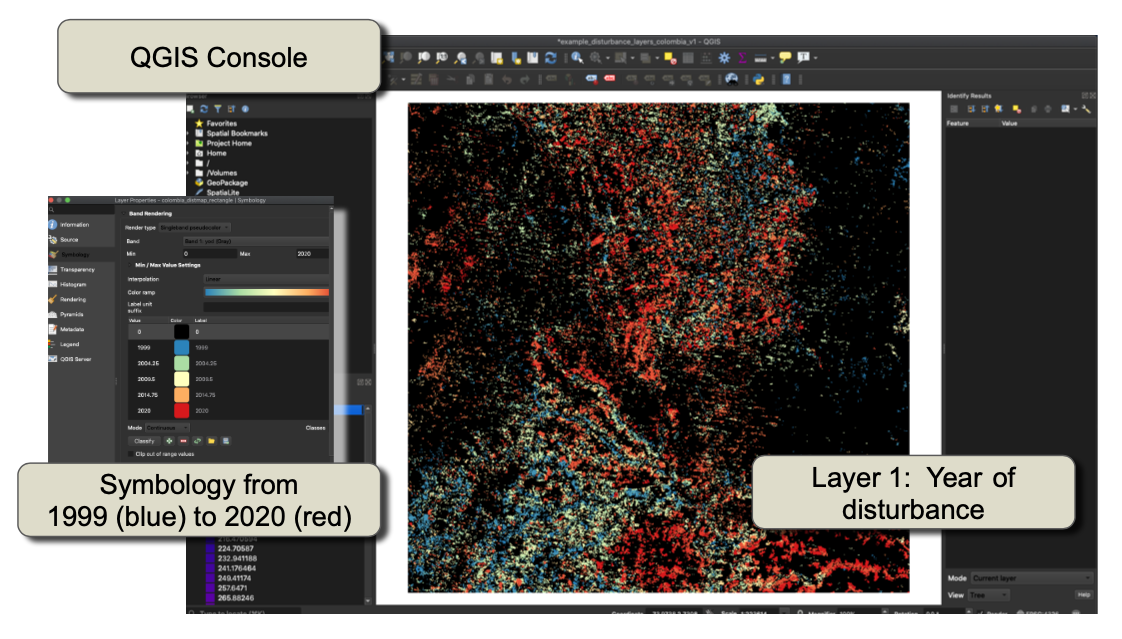 QGIS Console
*example_disturbance_layers_colombia_v1 - QGIS
Favorites
Spatial Bookmarks
Project Home
Home
/
/Volumes
GeoPackage
SpatiaLite
Identify Results
Feature Value
Layer Properties - colombia_distmap_rectangle | Symbology
Information
Source
Symbology
Transparency
Histogram
Rendering
Pyramids
Metadata
Legend
QGIS Server
Band Rendering
Render type Singleband pseudocolor
Band Band 1: yod (Gray)
Min 0 Max 2020
Min / Max Value Settings
Interpolation Linear
Color ramp
Label unit
suffix
Value Color Label
0 0
1999 1999
2004.25 2004.25
2009.5 2009.5
2014.75 2014.75
2020 2020
Mode Continuous Classes
Classify
Clip out of range values
Symbology from
1999 (blue) to 2020 (red)
Layer 1: Year of
disturbance
216.470594
224.70587
232.941188
241.176464
249.41174
257.6471
265.88246
Mode Current layer
View Tree Help